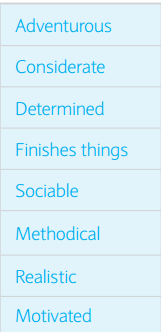 Adventurous
Considerate
Determined
Finishes things
Sociable
Methodical
Realistic
Motivated